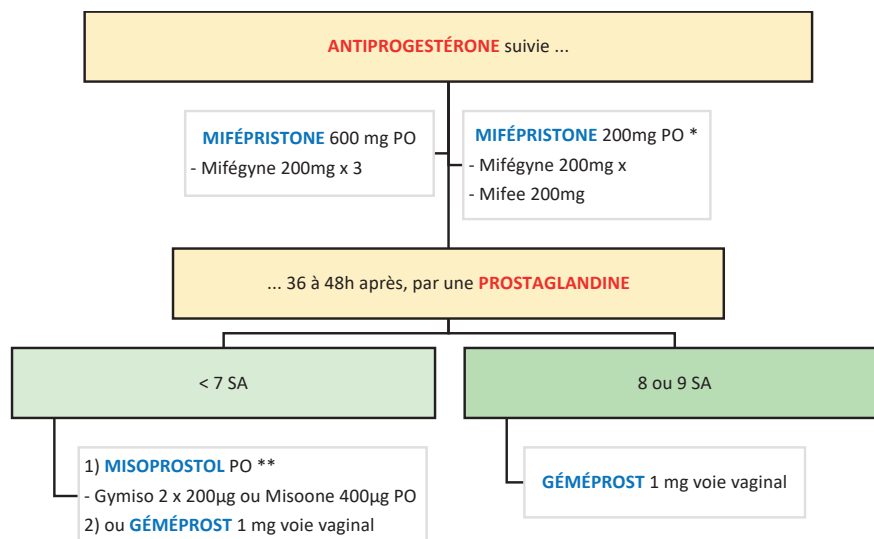 ANTIPROGESTÉRONE suivie ...
MIFÉPRISTONE 600 mg PO
- Mifégyne 200mg x 3
MIFÉPRISTONE 200mg PO *
- Mifégyne 200mg x
- Mifee 200mg
... 36 à 48h après, par une PROSTAGLANDINE
< 7 SA
8 ou 9 SA
1) MISOPROSTOL PO **
- Gymiso 2 x 200µg ou Misoone 400µg PO
2) ou GÉMÉPROST 1 mg voie vaginal
GÉMÉPROST 1 mg voie vaginal